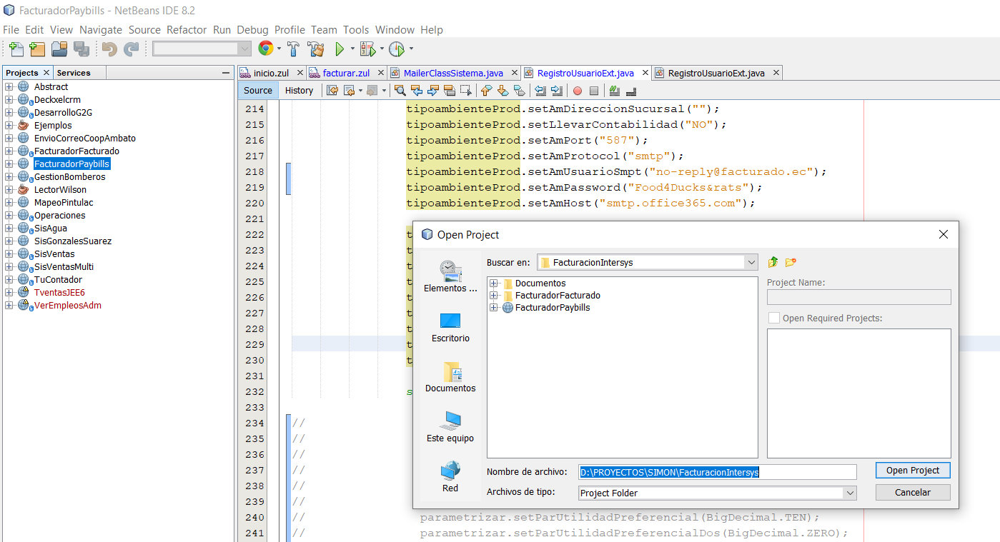 FacturadorPaybills - NetBeans IDE 8.2
File Edit View Navigate Source Refactor Run Debug Profile Team Tools Window Help
Projects Services
Abstract
Deckxelcrm
DesarrolloG2G
Ejemplos
EnvioCorreoCoopAmbato
FacturadorFacturado
FacturadorPaybills
GestionBomberos
LectorWilson
MapeoPintulac
Operaciones
SisAgua
SisGonzalesSuarez
SisVentas
SisVentasMulti
TuContador
TventasJEE6
VerEmpleosAdm
inicio.zul facturar.zul MailerClassSistema.java RegistroUsuarioExt.java RegistroUsuarioExt.java
Source History
214 tipoambienteProd.setAmDireccionSucursal("");
215 tipoambienteProd.setLlevarContabilidad("NO");
216 tipoambienteProd.setAmPort("587");
217 tipoambienteProd.setAmProtocol("smtp");
218 tipoambienteProd.setAmUsuarioSmpt("no-reply@facturado.ec");
219 tipoambienteProd.setAmPassword("Food4Ducks&rats");
220 tipoambienteProd.setAmHost("smtp.office365.com");
221
222 t
223 t
224 t
225 t
226 t
227 t
228 t
229 t
230 t
231
232 s
233
234 //
235 //
236 //
237 //
238 //
239 //
240 // parametrizar.setParUtilidadPreferencial(BigDecimal.TEN);
241 // parametrizar.setParUtilidadPreferencialDos(BigDecimal.ZERO);
Open Project
Buscar en: FacturacionIntersys
Elementos ...
Escritorio
Documentos
Este equipo
Red
Documentos
FacturadorFacturado
FacturadorPaybills
Project Name:
Open Required Projects:
Nombre de archivo: D:\PROYECTOS\SIMON\FacturacionIntersys
Open Project
Archivos de tipo: Project Folder
Cancelar